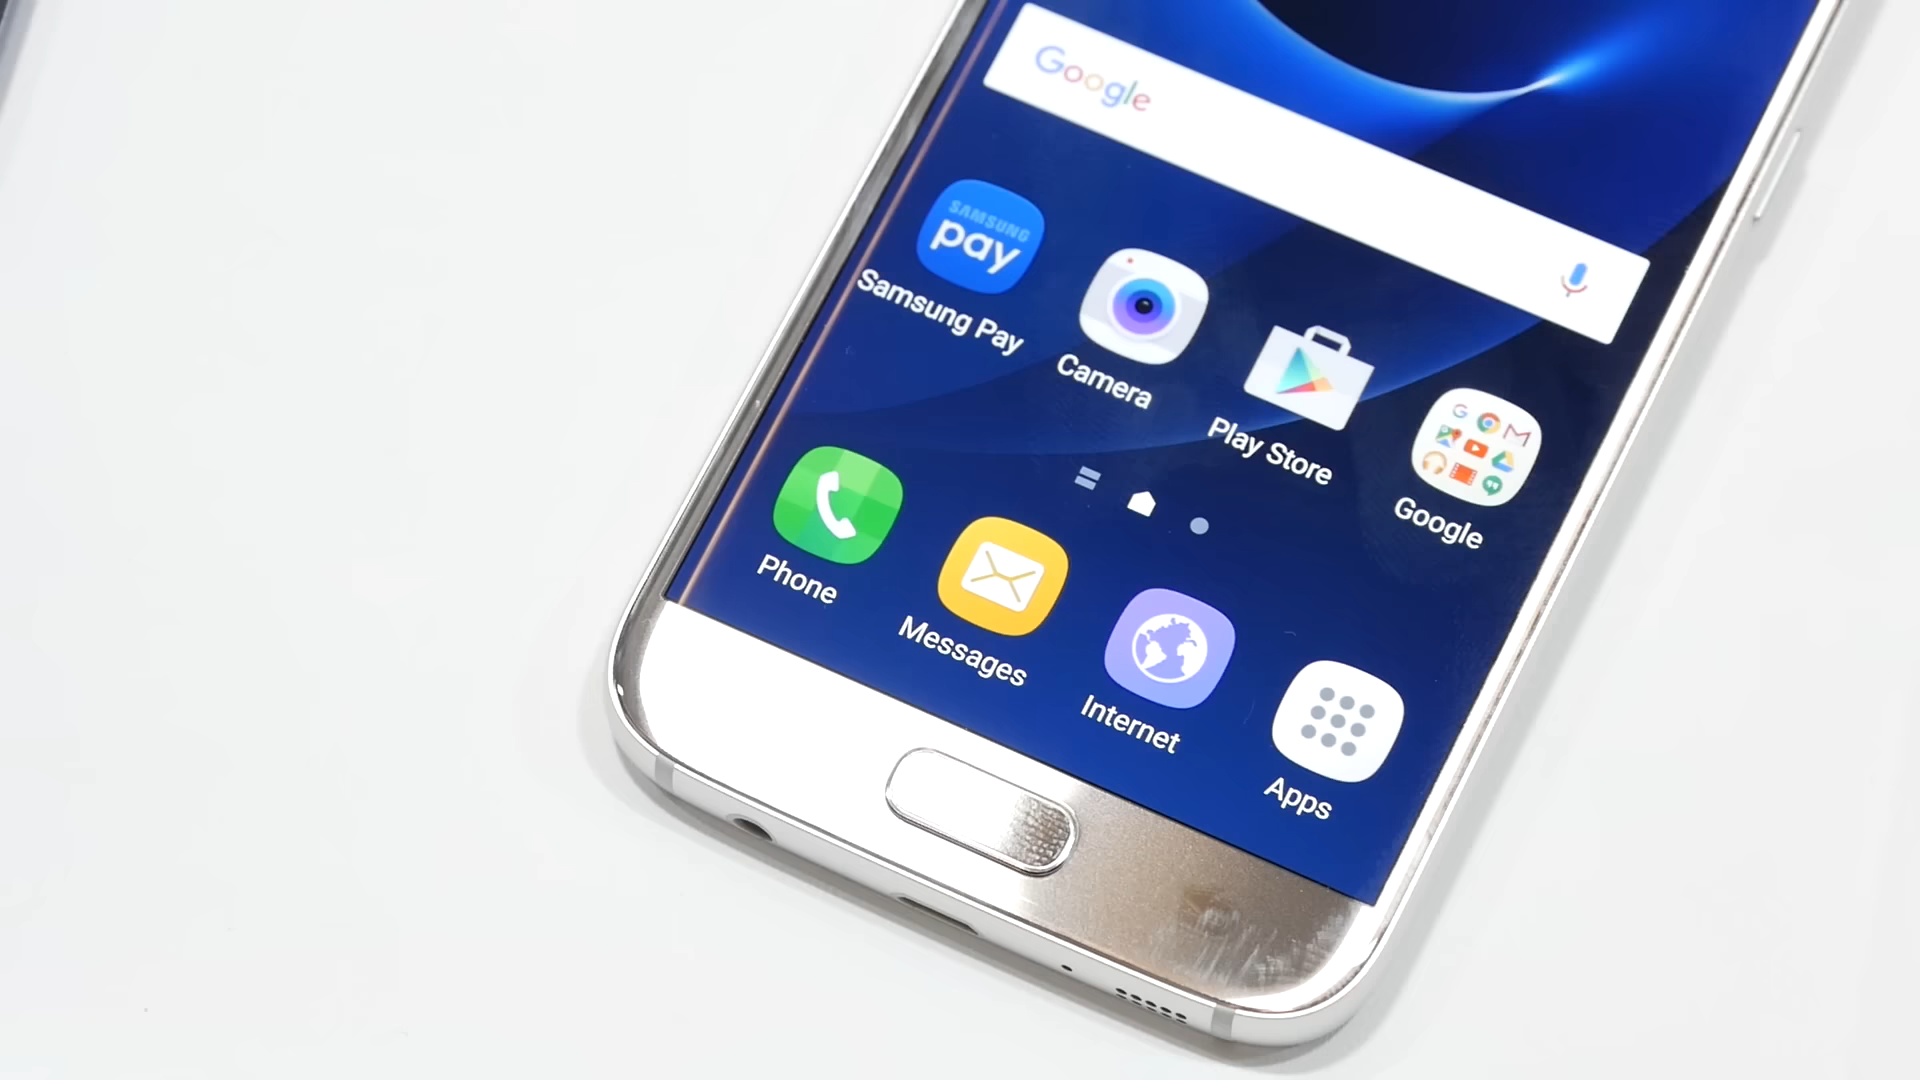 Google
SAMSUNG
pay
Samsung Pay
Camera
Play Store
Google
Phone
Messages
Internet
Apps